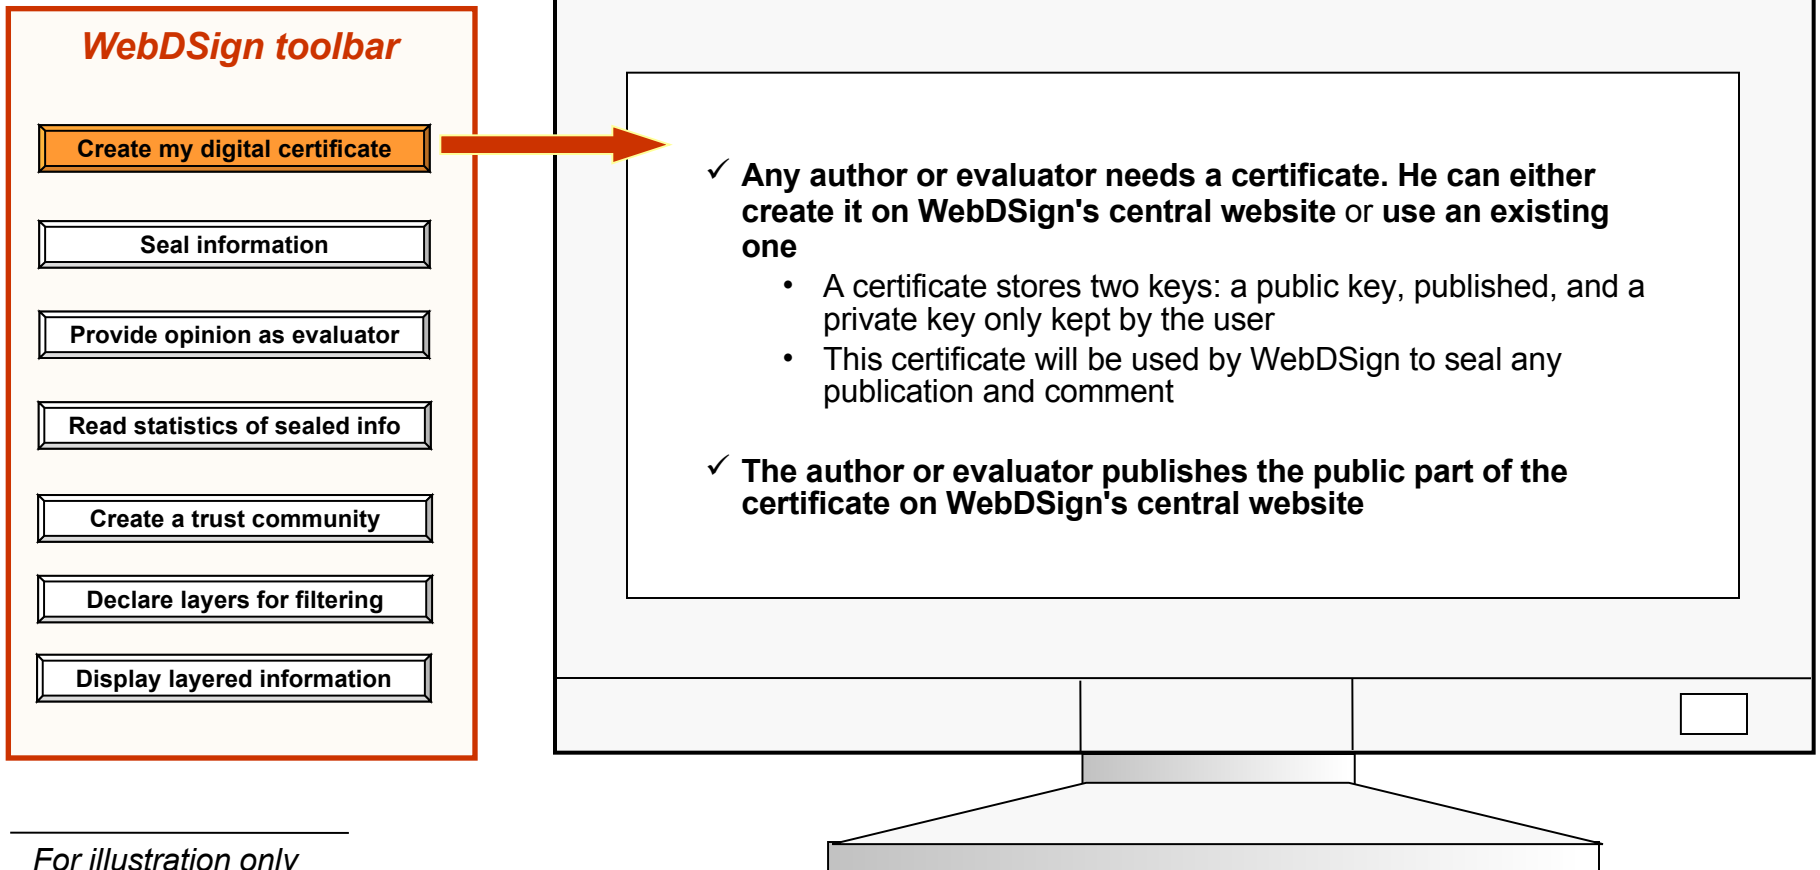 WebDSign toolbar
Create my digital certificate
Seal information
Provide opinion as evaluator
Read statistics of sealed info
Create a trust community
Declare layers for filtering
Display layered information
✓ Any author or evaluator needs a certificate. He can either
create it on WebDSign's central website or use an existing
one
• A certificate stores two keys: a public key, published, and a
private key only kept by the user
• This certificate will be used by WebDSign to seal any
publication and comment
✓ The author or evaluator publishes the public part of the
certificate on WebDSign's central website
For illustration only